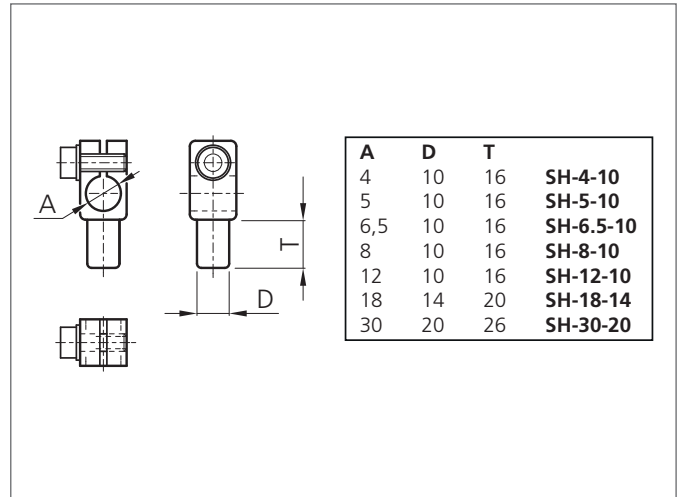 A
T
D
A D T
4 10 16 SH-4-10
5 10 16 SH-5-10
6,5 10 16 SH-6.5-10
8 10 16 SH-8-10
12 10 16 SH-12-10
18 14 20 SH-18-14
30 20 26 SH-30-20